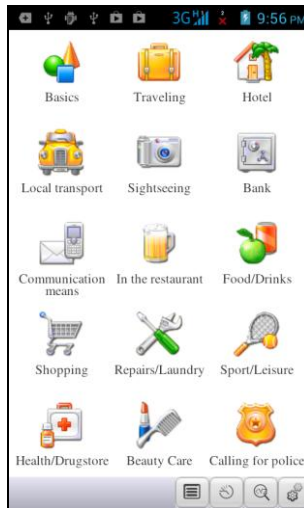 3G H 9:56 PM
Basics Traveling Hotel
Local transport Sightseeing Bank
Communication means In the restaurant Food/Drinks
Shopping Repairs/Laundry Sport/Leisure
Health/Drugstore Beauty Care Calling for police